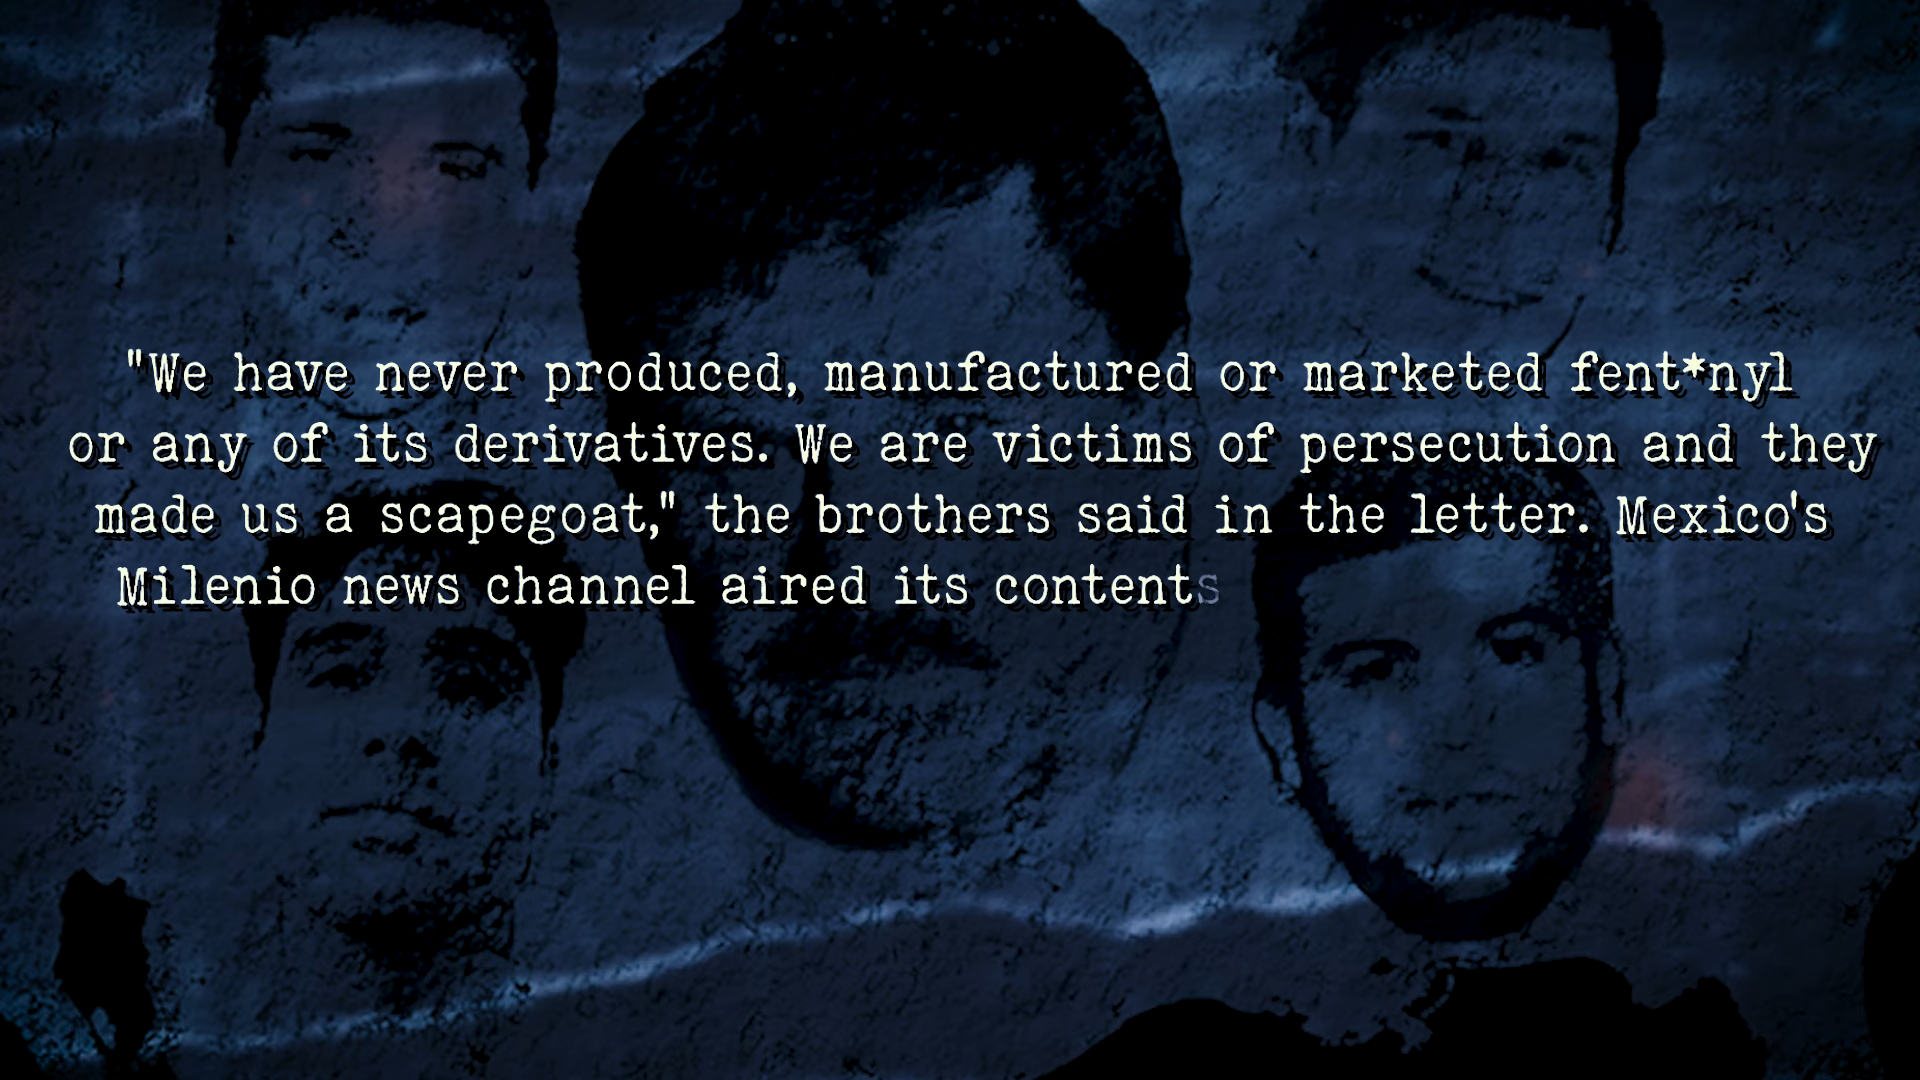 "We have never produced, manufactured or marketed fent*nyl
or any of its derivatives. We are victims of persecution and they
made us a scapegoat," the brothers said in the letter. Mexico's
Milenio news channel aired its contents